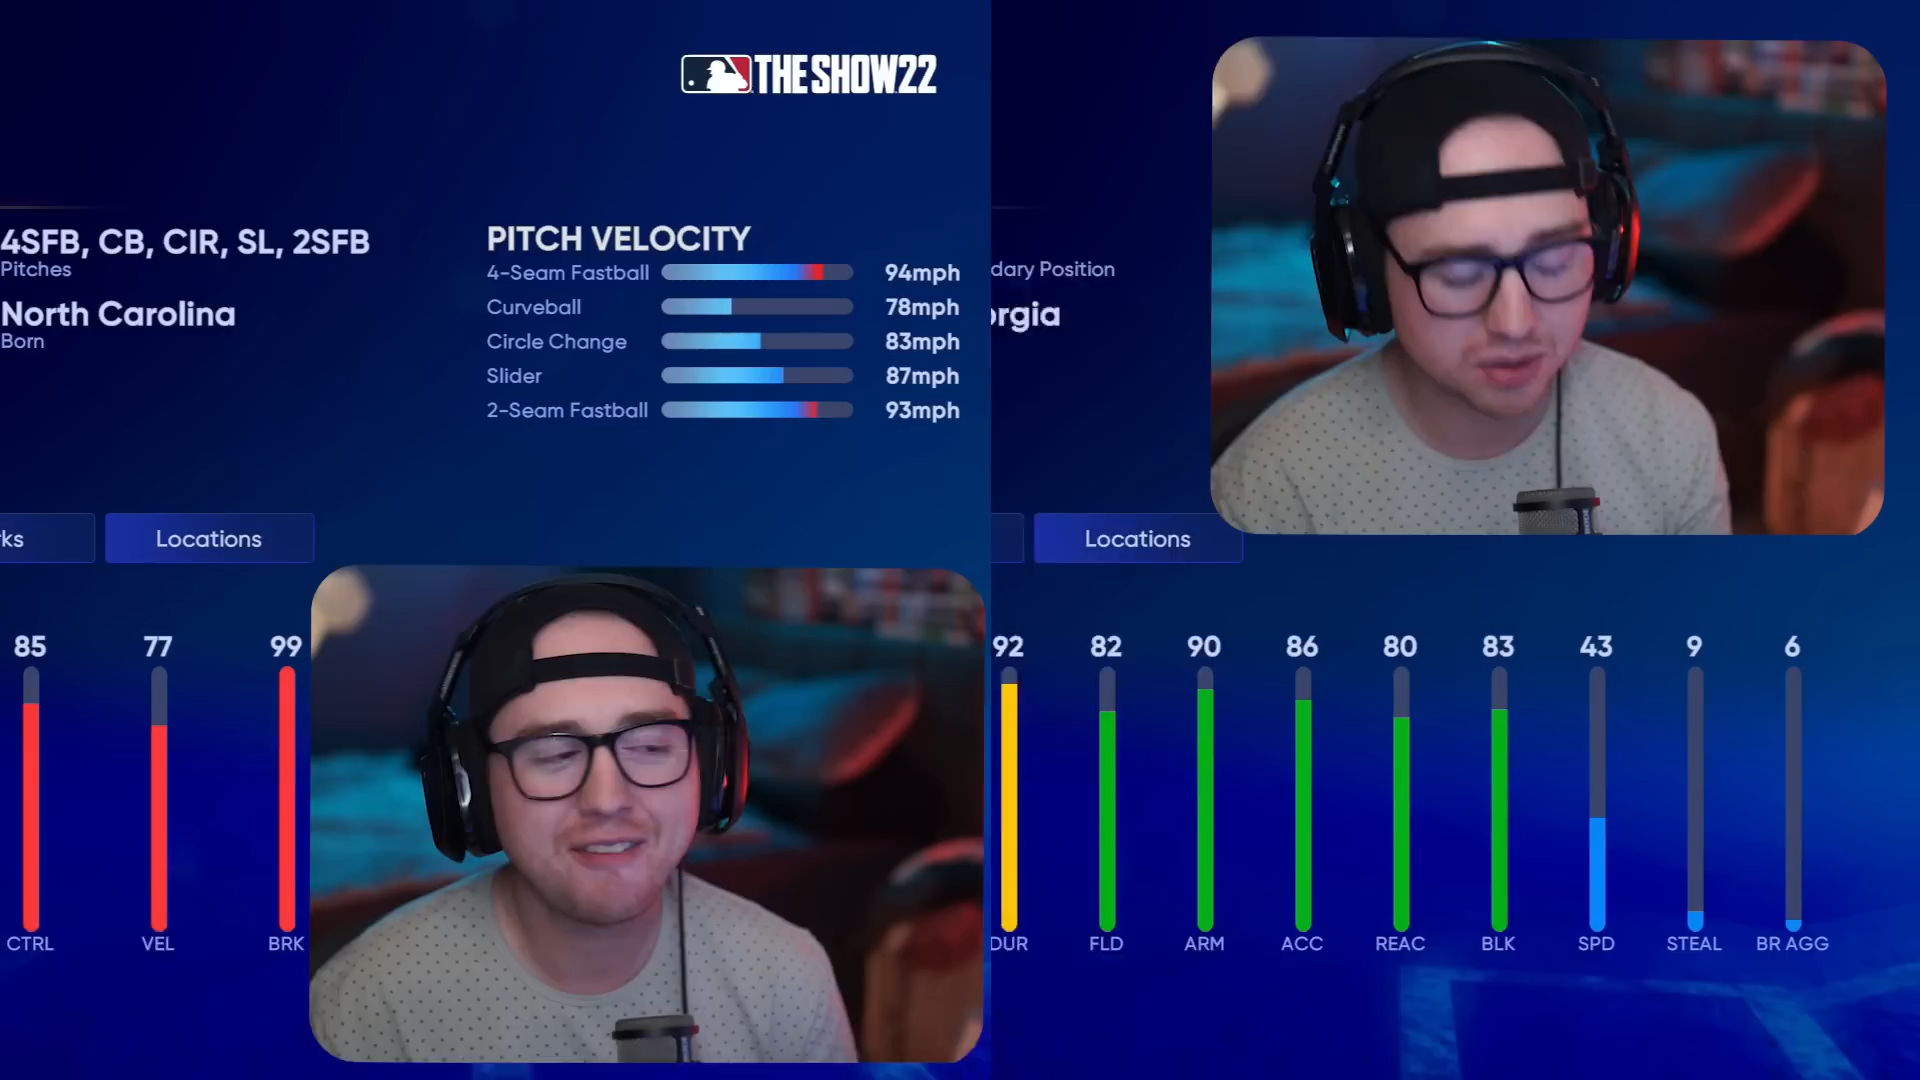 THE SHOW 22
4SFB, CB, CIR, SL, 2SFB
Pitches
North Carolina
Born
PITCH VELOCITY
4-Seam Fastball 94mph
Curveball 78mph
Circle Change 83mph
Slider 87mph
2-Seam Fastball 93mph
ks
Locations
85 77 99
CTRL VEL BRK
dary Position
orgia
Locations
92 82 90 86 80 83 43 9 6
DUR FLD ARM ACC REAC BLK SPD STEAL BR AGG